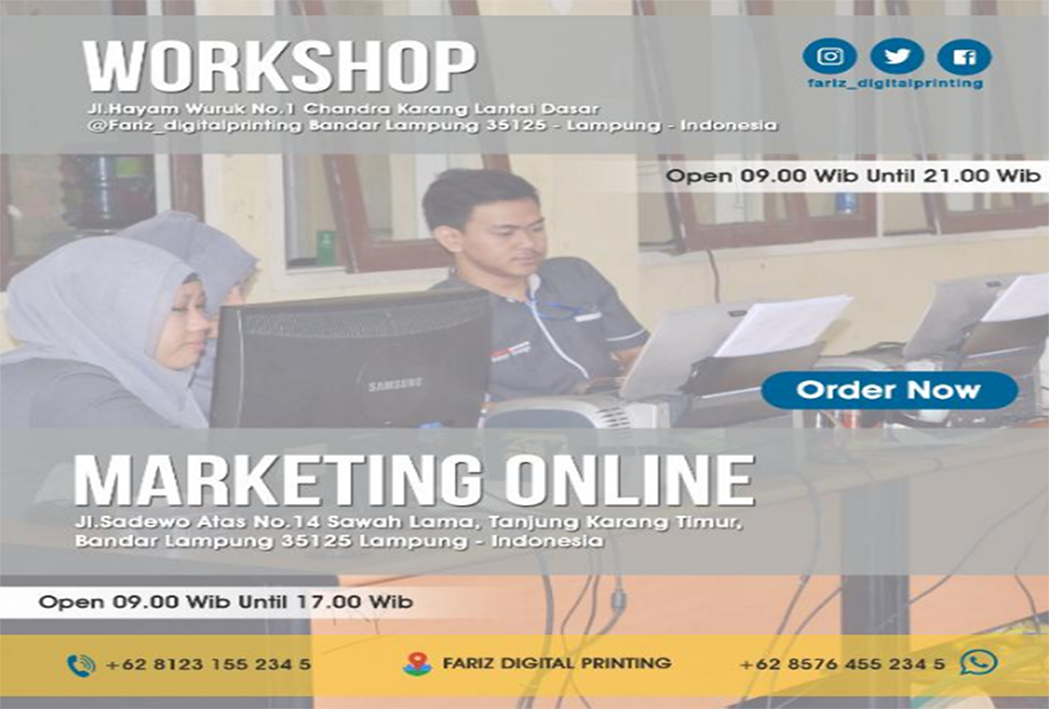 WORKSHOP
Jl.Hayam Wuruk No.1 Chandra Karang Lantai Dasar
@Fariz_digitalprinting Bandar Lampung 35125 - Lampung - Indonesia
fariz_digitalprinting
Open 09.00 Wib Until 21.00 Wib
SAMSUNG
Order Now
MARKETING ONLINE
Jl.Sadewo Atas No.14 Sawah Lama, Tanjung Karang Timur,
Bandar Lampung 35125 Lampung - Indonesia
Open 09.00 Wib Until 17.00 Wib
+62 8123 155 234 5
FARIZ DIGITAL PRINTING
+62 8576 455 234 5